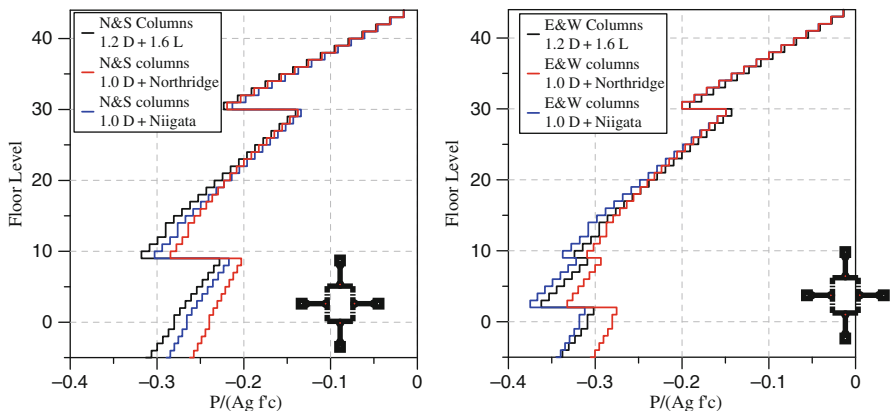 N&S Columns
1.2 D + 1.6 L
N&S columns
1.0 D + Northridge
N&S columns
1.0 D + Niigata
40
30
20
10
0
Floor Level
−0.4
−0.3
−0.2
−0.1
0
P/(Ag f'c)
E&W Columns
1.2 D + 1.6 L
E&W columns
1.0 D + Northridge
E&W columns
1.0 D + Niigata
40
30
20
10
0
Floor Level
−0.4
−0.3
−0.2
−0.1
0
P/(Ag f'c)